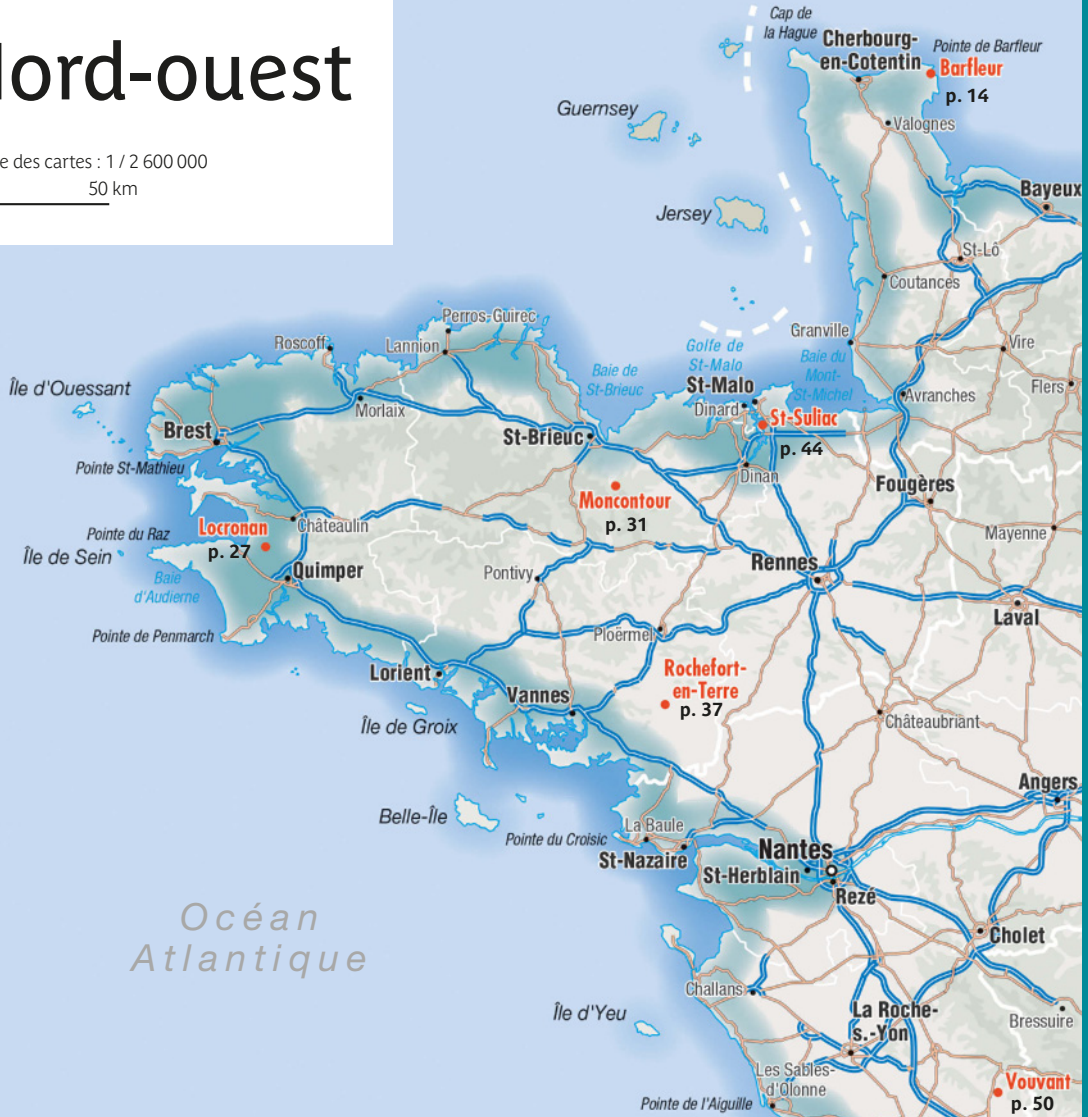 ord-ouest
e des cartes : 1 / 2 600 000
50 km
Cap de
la Hague
Cherbourg-
en-Cotentin
Pointe de Barfleur
Barfleur
p. 14
Guernsey
Valognes
Bayeux
Jersey
St-Lô
Coutances
Perros-Guirec
Roscoff
Lannion
Granville
Vire
Golfe de
St-Malo
Baie du
Mont-
St-Michel
Baie de
St-Brieuc
Île d'Ouessant
St-Malo
Flers
Morlaix
Dinard
Avranches
St-Suliac
p. 44
Brest
St-Brieuc
Pointe St-Mathieu
Dinan
Fougères
Moncontour
p. 31
Locronan
p. 27
Châteaulin
Pointe du Raz
Mayenne
Île de Sein
Quimper
Pontivy
Rennes
Baie
d'Audierne
Laval
Pointe de Penmarch
Ploërmel
Rochefort-
en-Terre
p. 37
Lorient
Vannes
Châteaubriant
Île de Groix
Angers
Belle-Île
La Baule
Pointe du Croisic
St-Nazaire
Nantes
St-Herblain
Rezé
Océan
Atlantique
Cholet
Challans
Île d'Yeu
La Roche-
s.-Yon
Bressuire
Les Sables-
d'Olonne
Vouvant
p. 50
Pointe de l'Aiguille